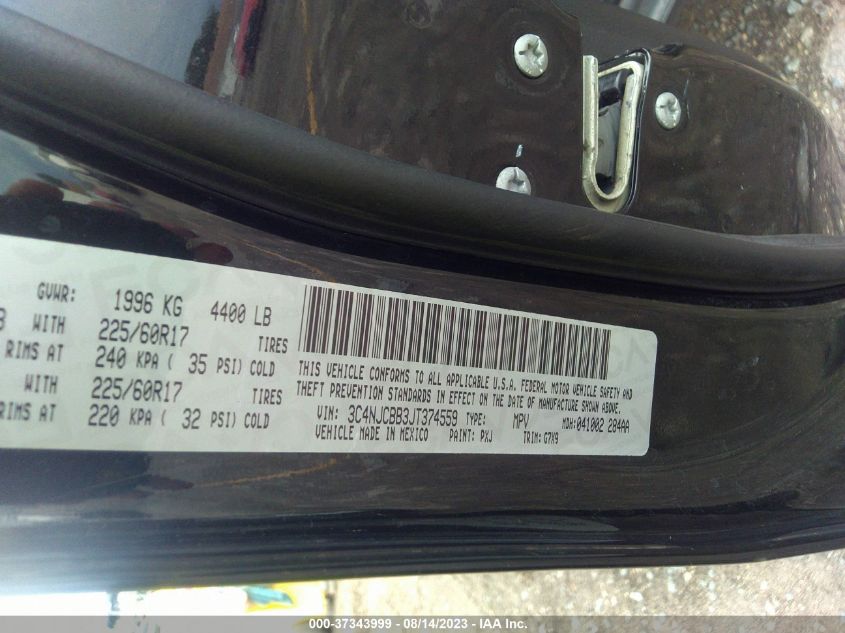 GVWR: 1996 KG 4400 LB
WITH 225/60R17 TIRES
RIMS AT 240 KPA ( 35 PSI) COLD
WITH 225/60R17 TIRES
RIMS AT 220 KPA ( 32 PSI) COLD
THIS VEHICLE CONFORMS TO ALL APPLICABLE U.S.A. FEDERAL MOTOR VEHICLE SAFETY AND
THEFT PREVENTION STANDARDS IN EFFECT ON THE DATE OF MANUFACTURE SHOWN ABOVE.
VIN: 3C4NJCBB3JT374559 TYPE: MPV MDH: 041002 284AA
VEHICLE MADE IN MEXICO PAINT: PXJ TRIM: G7X9
000-37343999 - 08/14/2023 - IAA Inc.